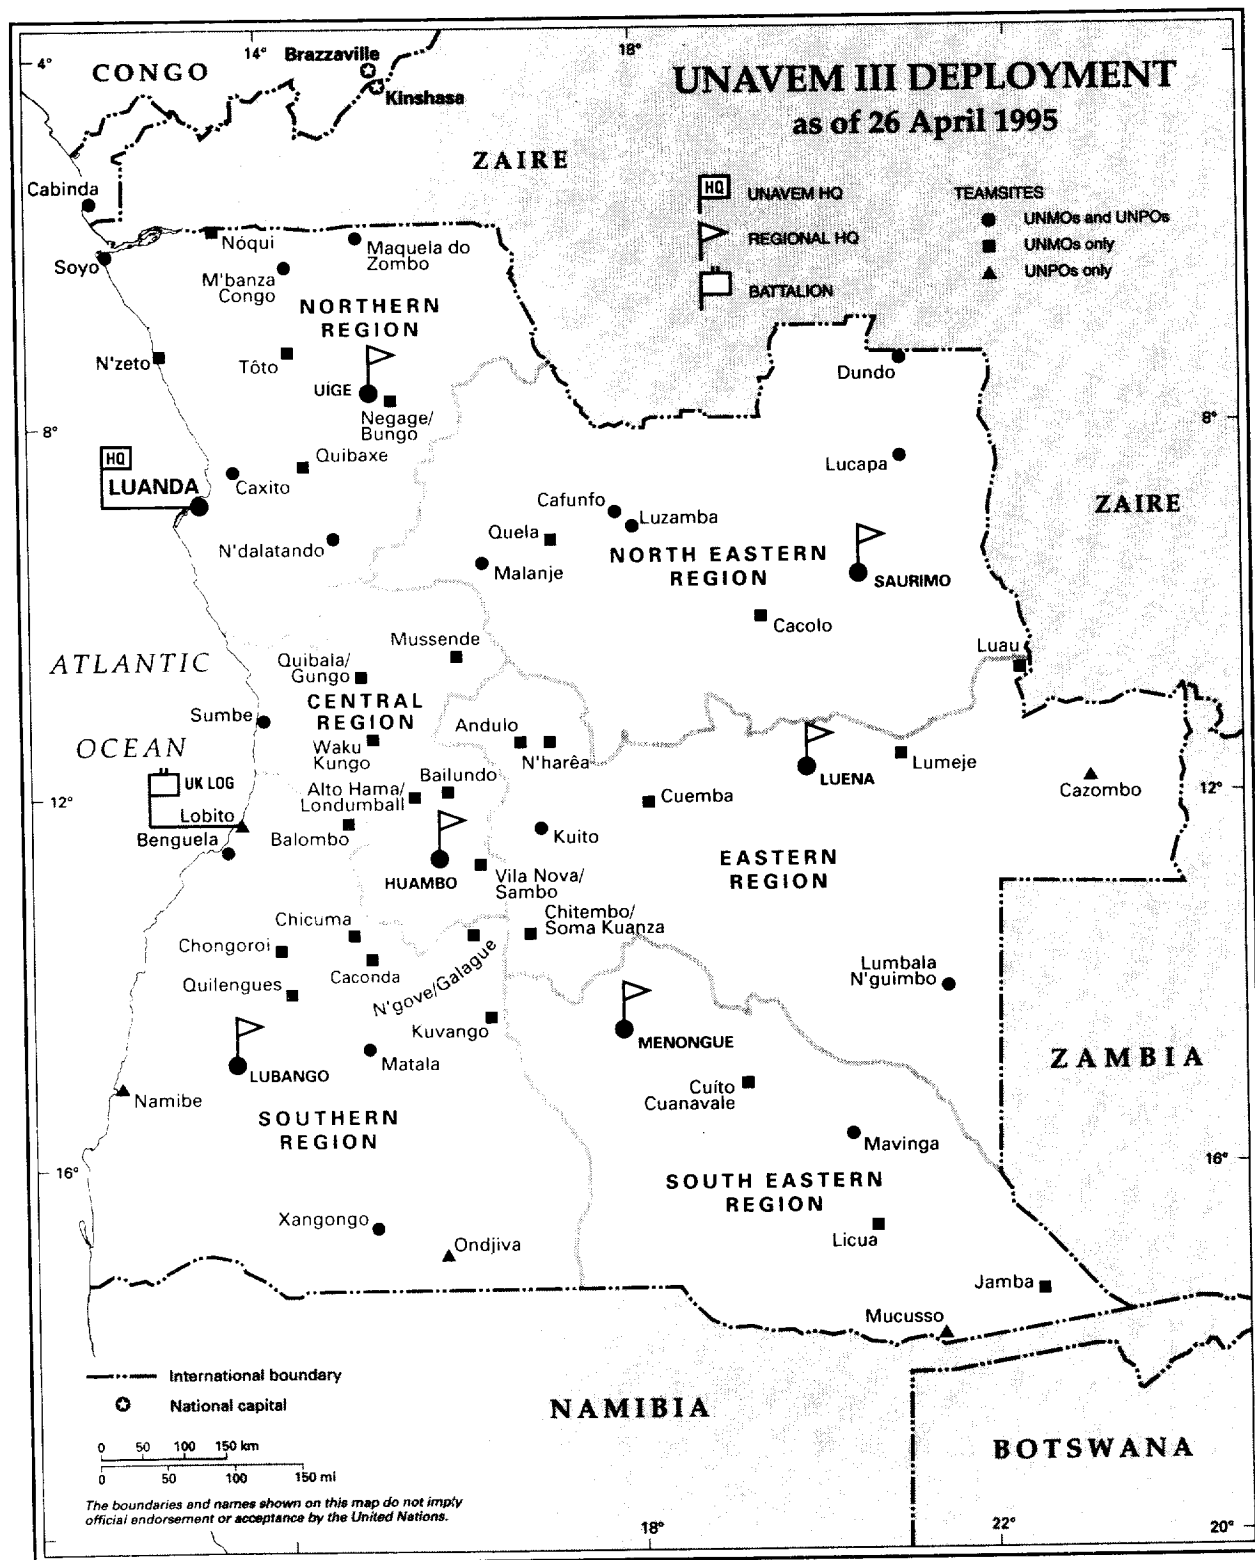 14°
18°
4°
CONGO
Brazzaville
Kinshasa
UNAVEM III DEPLOYMENT
as of 26 April 1995
ZAIRE
HQ
UNAVEM HQ
REGIONAL HQ
BATTALION
TEAMSITES
UNMOs and UNPOs
UNMOs only
UNPOs only
Cabinda
Soyo
Nóqui
Maquela do
Zombo
M'banza
Congo
NORTHERN
REGION
N'zeto
Tôto
UÍGE
Negage/
Bungo
Dundo
8°
8°
Quibaxe
HQ
LUANDA
Caxito
Lucapa
Cafunfo
Luzamba
ZAIRE
N'dalatando
Quela
Malanje
NORTH EASTERN
REGION
SAURIMO
Cacolo
Mussende
Luau
ATLANTIC
OCEAN
Quibala/
Gungo
CENTRAL
REGION
Sumbe
Andulo
N'harêa
Waku
Kungo
LUENA
Lumeje
Cazombo
UK LOG
Lobito
Alto Hama/
Londumball
Bailundo
12°
12°
Cuemba
Benguela
Balombo
Kuito
HUAMBO
EASTERN
REGION
Vila Nova/
Sambo
Chitembo/
Soma Kuanza
Chicuma
Chongoroi
Caconda
N'gove/Galague
Quilengues
Lumbala
N'guimbo
Kuvango
MENONGUE
ZAMBIA
LUBANGO
Matala
Namibe
Cuíto
Cuanavale
SOUTHERN
REGION
Mavinga
16°
16°
SOUTH EASTERN
REGION
Xangongo
Ondjiva
Licua
Jamba
Mucusso
International boundary
National capital
NAMIBIA
BOTSWANA
0 50 100 150 km
0 50 100 150 mi
The boundaries and names shown on this map do not imply
official endorsement or acceptance by the United Nations.
18°
22°
20°